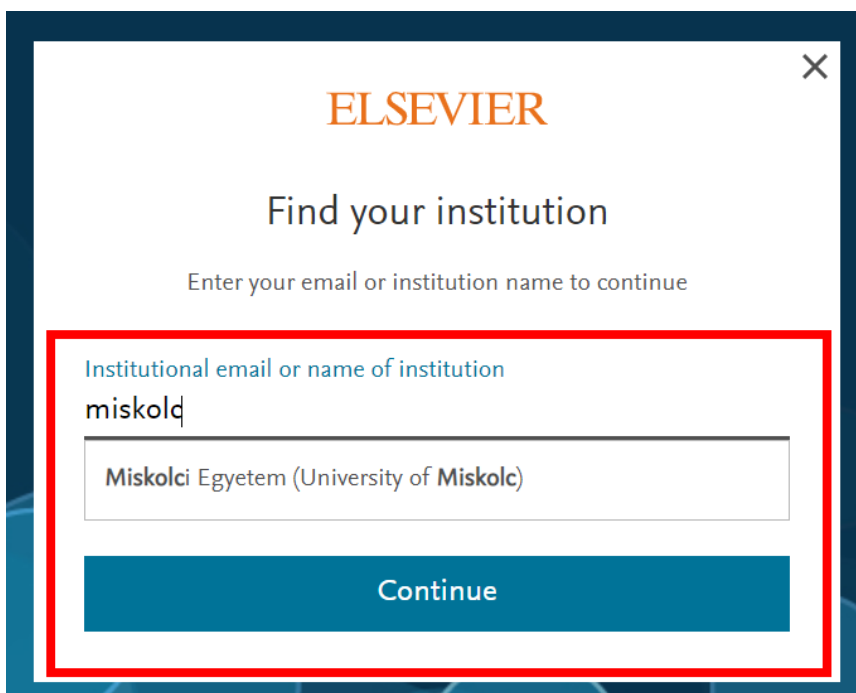 ELSEVIER
Find your institution
Enter your email or institution name to continue
Institutional email or name of institution
miskolc
Miskolci Egyetem (University of Miskolc)
Continue